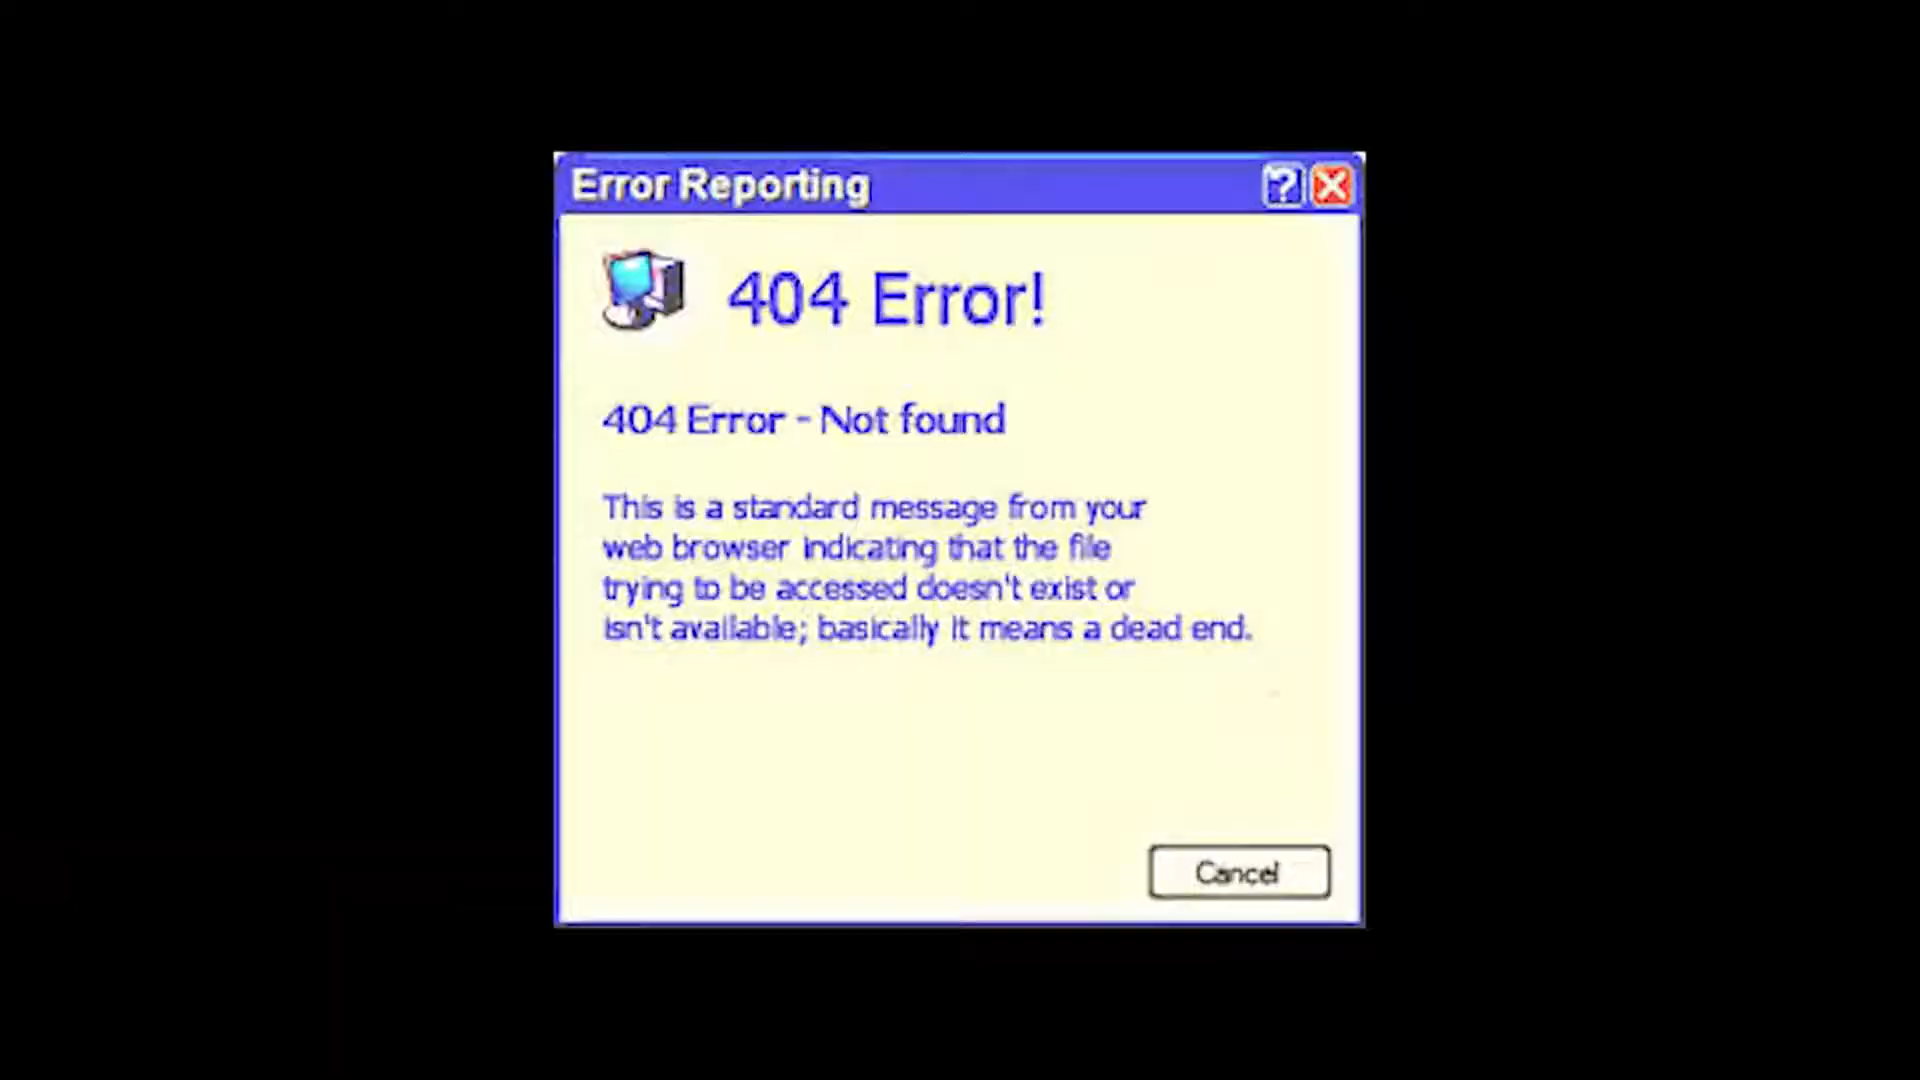 Error Reporting
404 Error!
404 Error - Not found
This is a standard message from your
web browser indicating that the file
trying to be accessed doesn't exist or
isn't available; basically it means a dead end.
Cancel